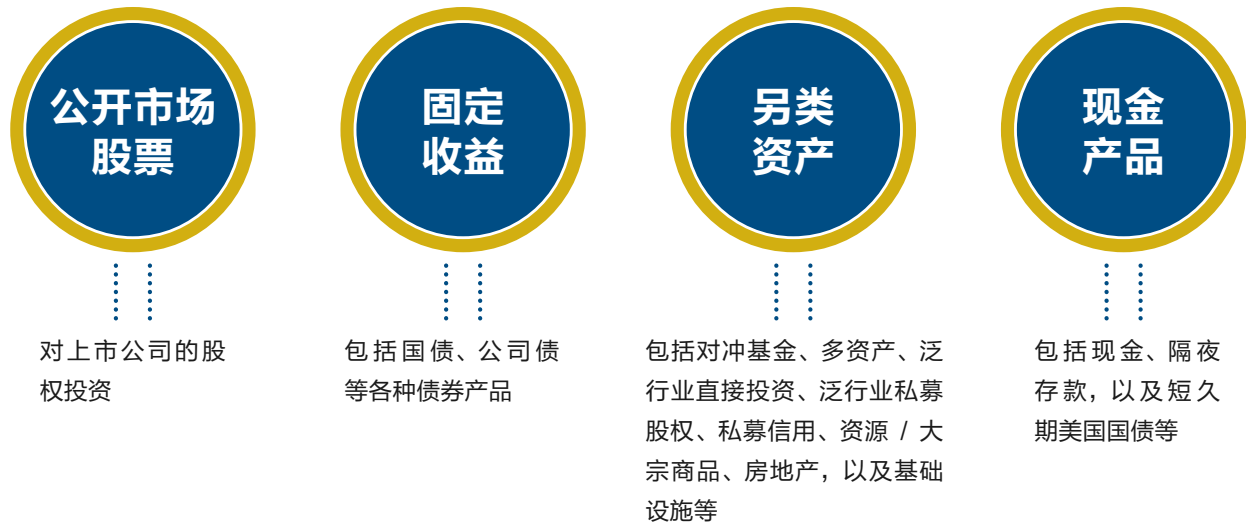 公开市场
股票
固定
收益
另类
资产
现金
产品
对上市公司的股
权投资
包括国债、公司债
等各种债券产品
包括对冲基金、多资产、泛
行业直接投资、泛行业私募
股权、私募信用、资源 / 大
宗商品、房地产，以及基础
设施等
包括现金、隔夜
存款，以及短久
期美国国债等